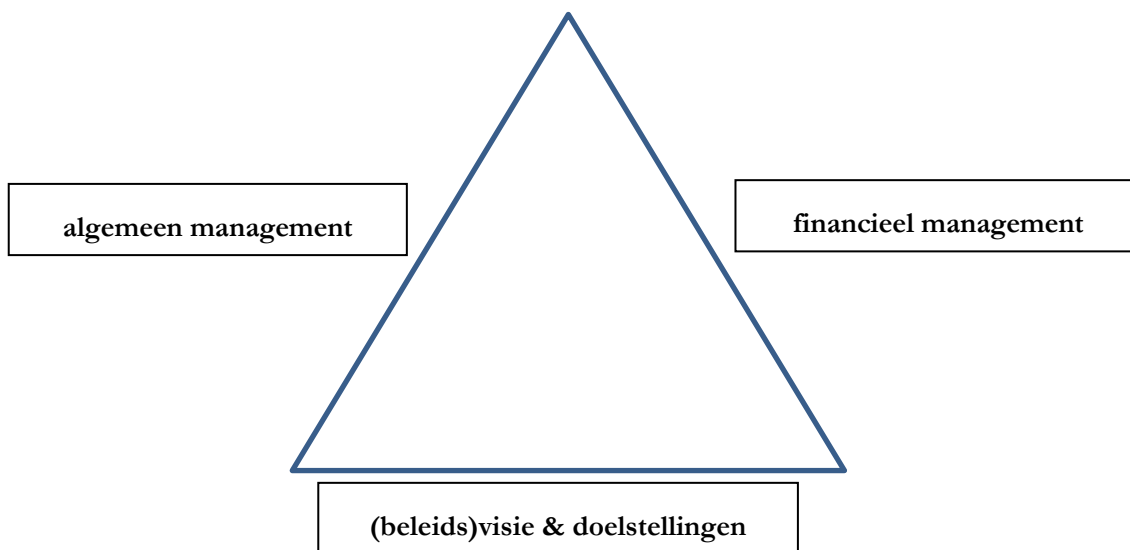 algemeen management
financieel management
(beleids)visie & doelstellingen